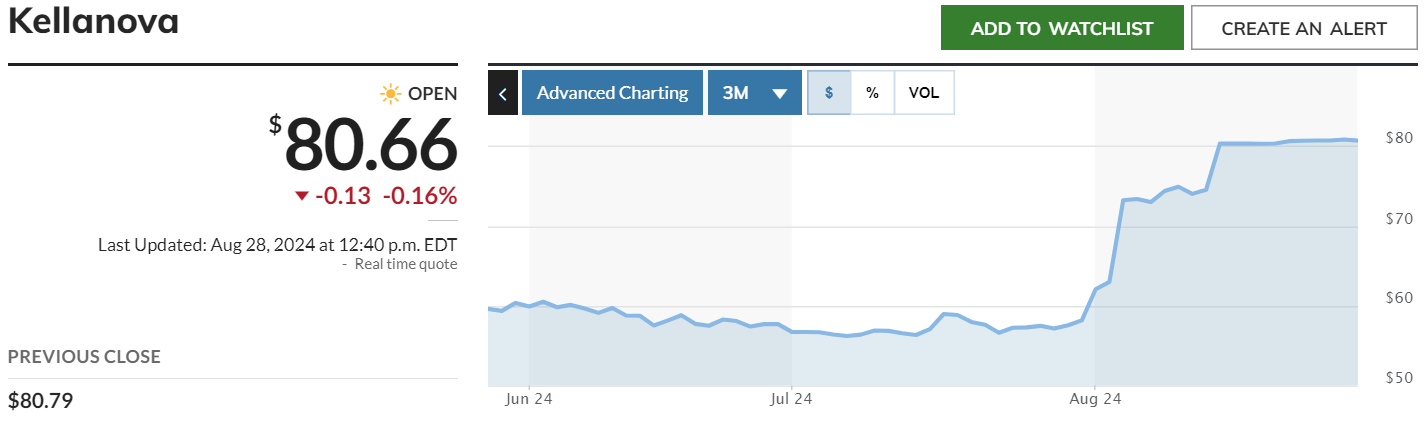 Kellanova
ADD TO WATCHLIST
CREATE AN ALERT
OPEN
$80.66
-0.13 -0.16%
Last Updated: Aug 28, 2024 at 12:40 p.m. EDT
- Real time quote
PREVIOUS CLOSE
$80.79
Advanced Charting
3M
$
%
VOL
$80
$70
$60
$50
Jun 24
Jul 24
Aug 24